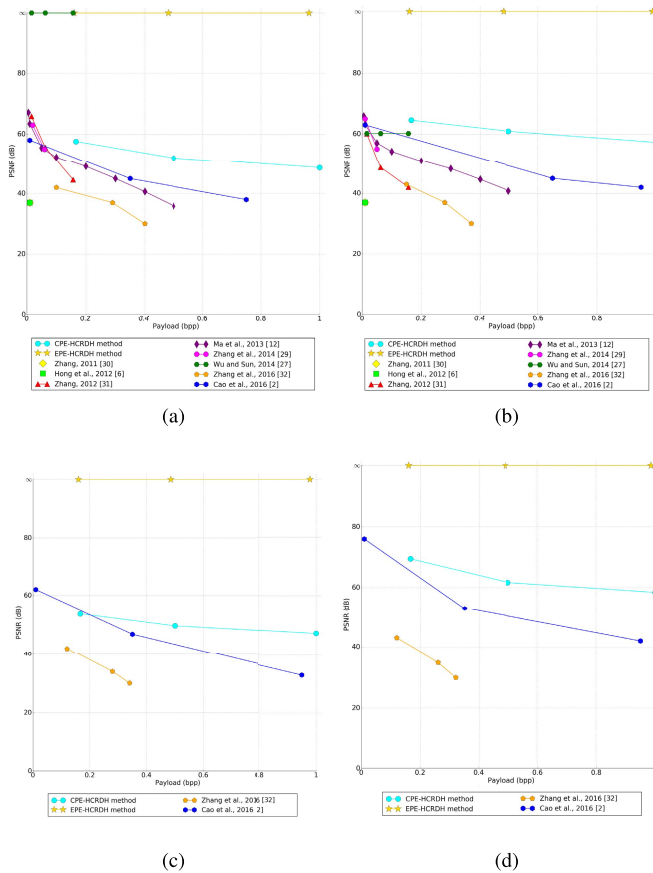 ∞
80
60
40
20
0
PSNF (dB)
0.2
0.4
0.6
0.8
1
Payload (bpp)
CPE-HCRDH method
EPE-HCRDH method
Zhang, 2011 [30]
Hong et al., 2012 [6]
Zhang, 2012 [31]
Ma et al., 2013 [12]
Zhang et al., 2014 [29]
Wu and Sun, 2014 [27]
Zhang et al., 2016 [32]
Cao et al., 2016 [2]
(a)
∞
80
60
40
20
0
PSNF (dB)
0.2
0.4
0.6
0.8
Payload (bpp)
CPE-HCRDH method
EPE-HCRDH method
Zhang, 2011 [30]
Hong et al., 2012 [6]
Zhang, 2012 [31]
Ma et al., 2013 [12]
Zhang et al., 2014 [29]
Wu and Sun, 2014 [27]
Zhang et al., 2016 [32]
Cao et al., 2016 [2]
(b)
∞
80
60
40
20
0
PSNR (dB)
0
0.2
0.4
0.6
0.8
1
Payload (bpp)
CPE-HCRDH method
EPE-HCRDH method
Zhang et al., 2016 [32]
Cao et al., 2016 2]
(c)
∞
80
60
40
20
0
PSNR (dB)
0.2
0.4
0.6
0.8
Payload (bpp)
CPE-HCRDH method
EPE-HCRDH method
Zhang et al., 2016 [32]
Cao et al., 2016 [2]
(d)